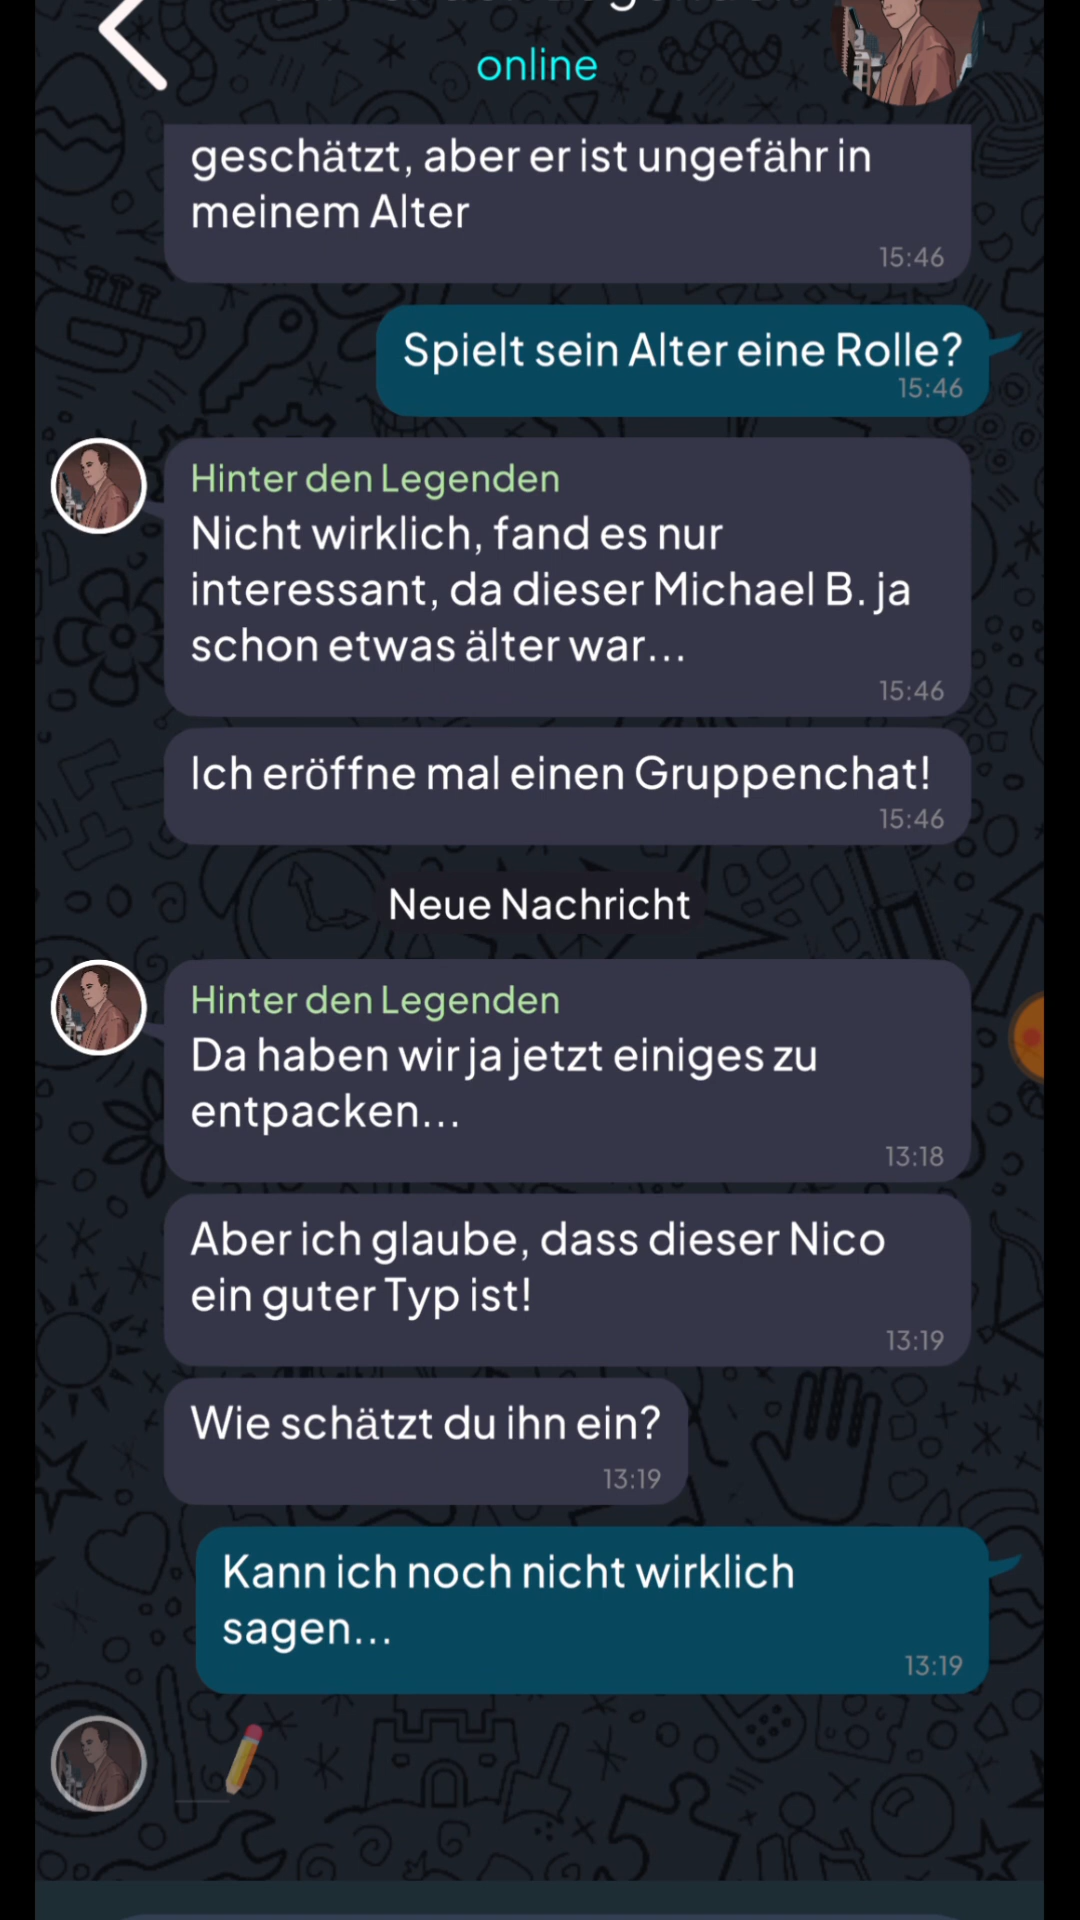 online
geschätzt, aber er ist ungefähr in
meinem Alter
15:46
Spielt sein Alter eine Rolle?
15:46
Hinter den Legenden
Nicht wirklich, fand es nur
interessant, da dieser Michael B. ja
schon etwas älter war...
15:46
Ich eröffne mal einen Gruppenchat!
15:46
Neue Nachricht
Hinter den Legenden
Da haben wir ja jetzt einiges zu
entpacken...
13:18
Aber ich glaube, dass dieser Nico
ein guter Typ ist!
13:19
Wie schätzt du ihn ein?
13:19
Kann ich noch nicht wirklich
sagen...
13:19